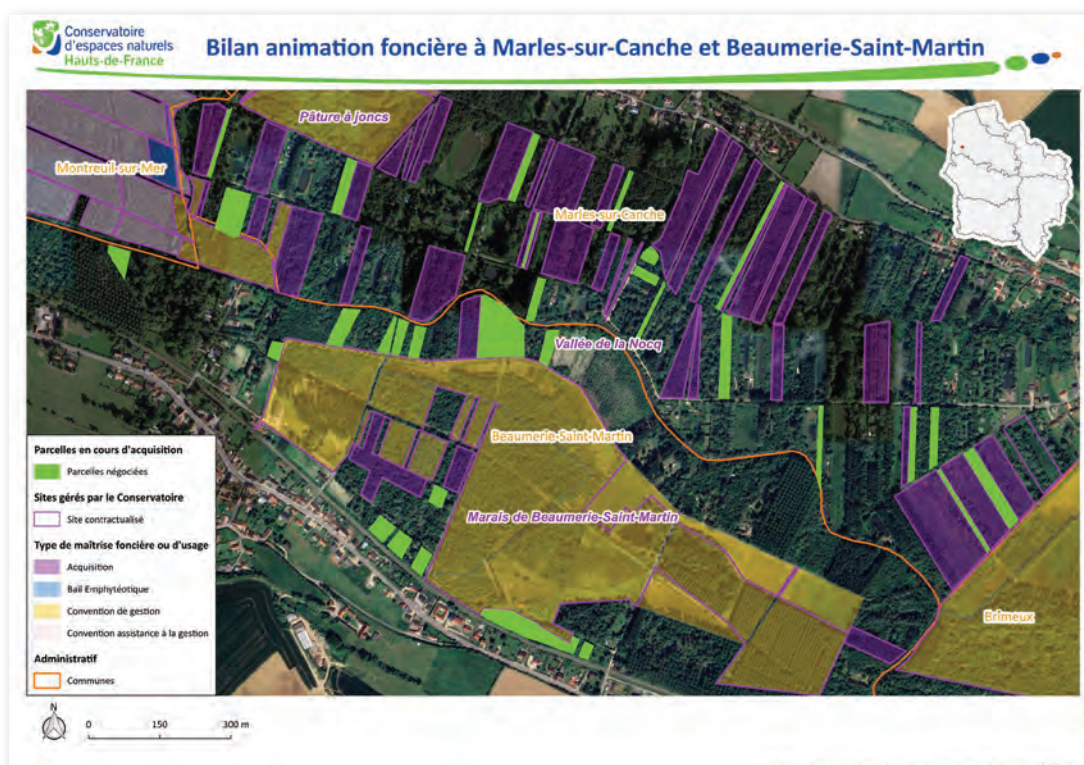 Conservatoire
d'espaces naturels
Hauts-de-France
Bilan animation foncière à Marles-sur-Canche et Beaumerie-Saint-Martin
Pâture à joncs
Montreuil-sur-Mer
Marles-sur-Canche
Vallée de la Nocq
Beaumerie-Saint-Martin
Marais de Beaumerie-Saint-Martin
Brimeux
Parcelles en cours d'acquisition
Parcelles négociées
Sites gérés par le Conservatoire
Site contractualisé
Type de maîtrise foncière ou d'usage
Acquisition
Bail Emphytéotique
Convention de gestion
Convention assistance à la gestion
Administratif
Communes
N
0 150 300 m